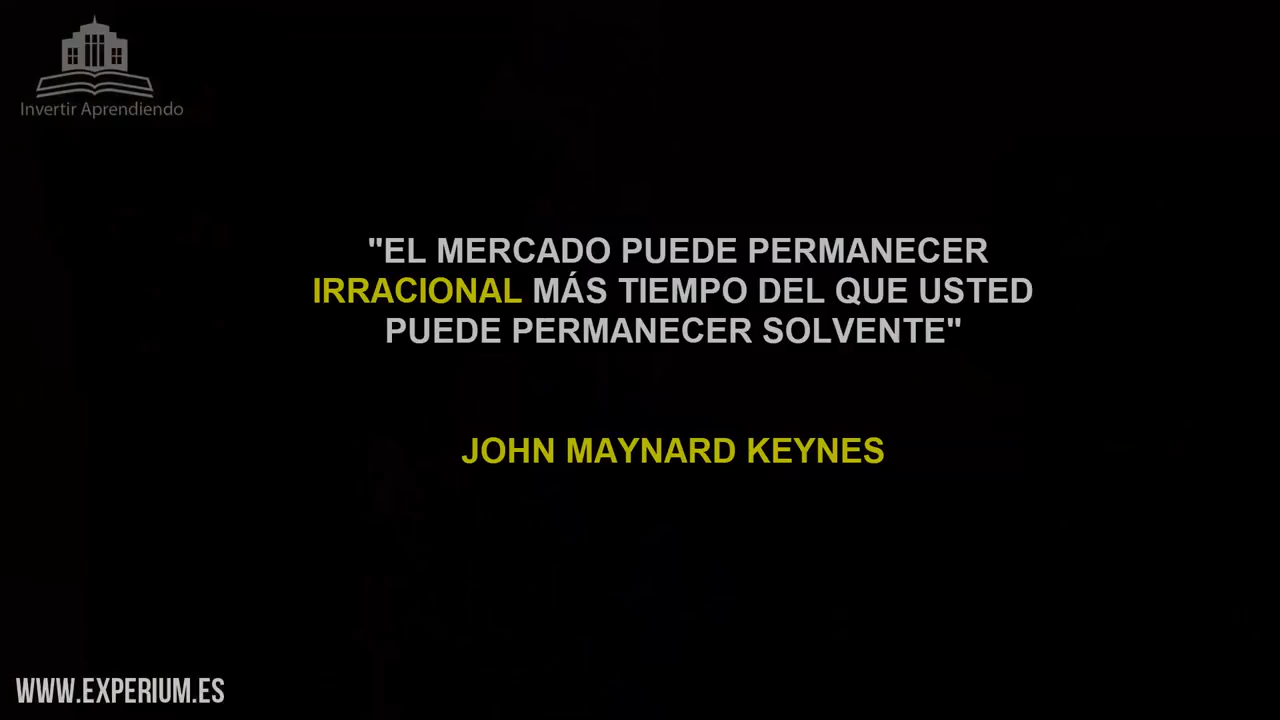 Invertir Aprendiendo
"EL MERCADO PUEDE PERMANECER
IRRACIONAL MÁS TIEMPO DEL QUE USTED
PUEDE PERMANECER SOLVENTE"
JOHN MAYNARD KEYNES
WWW.EXPERIUM.ES